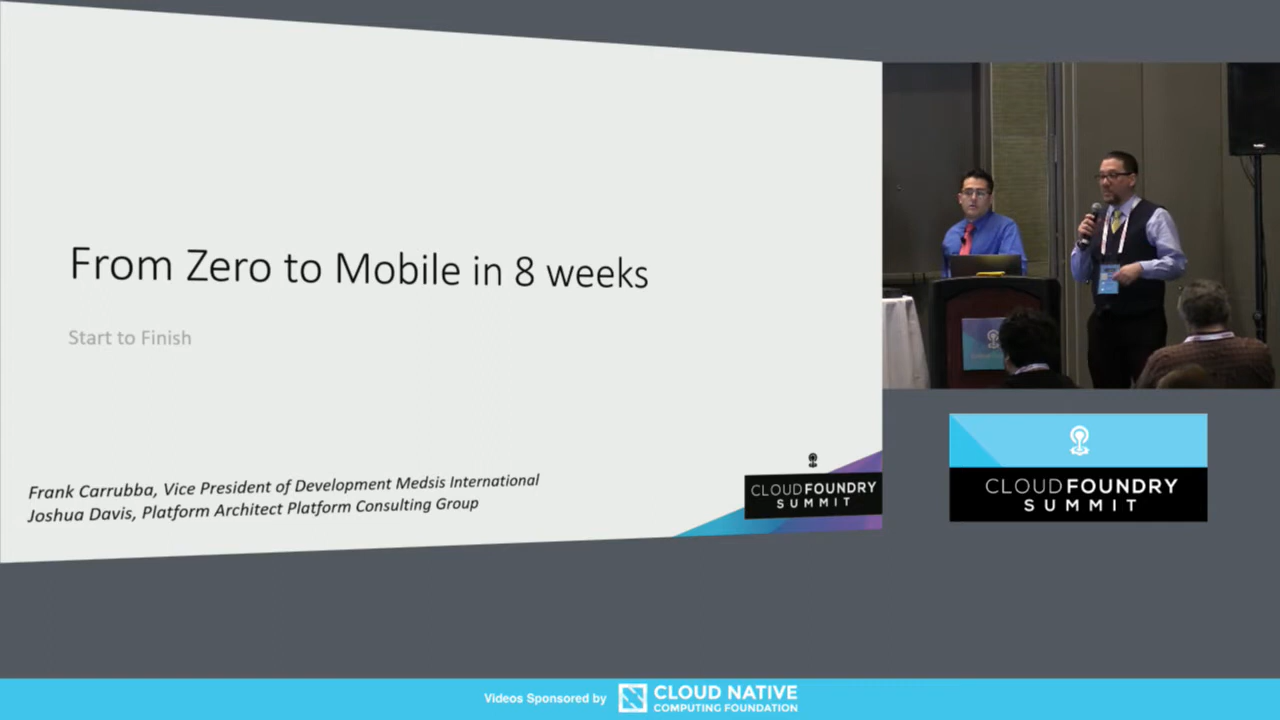 From Zero to Mobile in 8 weeks
Start to Finish
Frank Carrubba, Vice President of Development Medsis International
Joshua Davis, Platform Architect Platform Consulting Group
CLOUDFOUNDRY
SUMMIT
CLOUDFOUNDRY
SUMMIT
Videos Sponsored by
CLOUD NATIVE
COMPUTING FOUNDATION